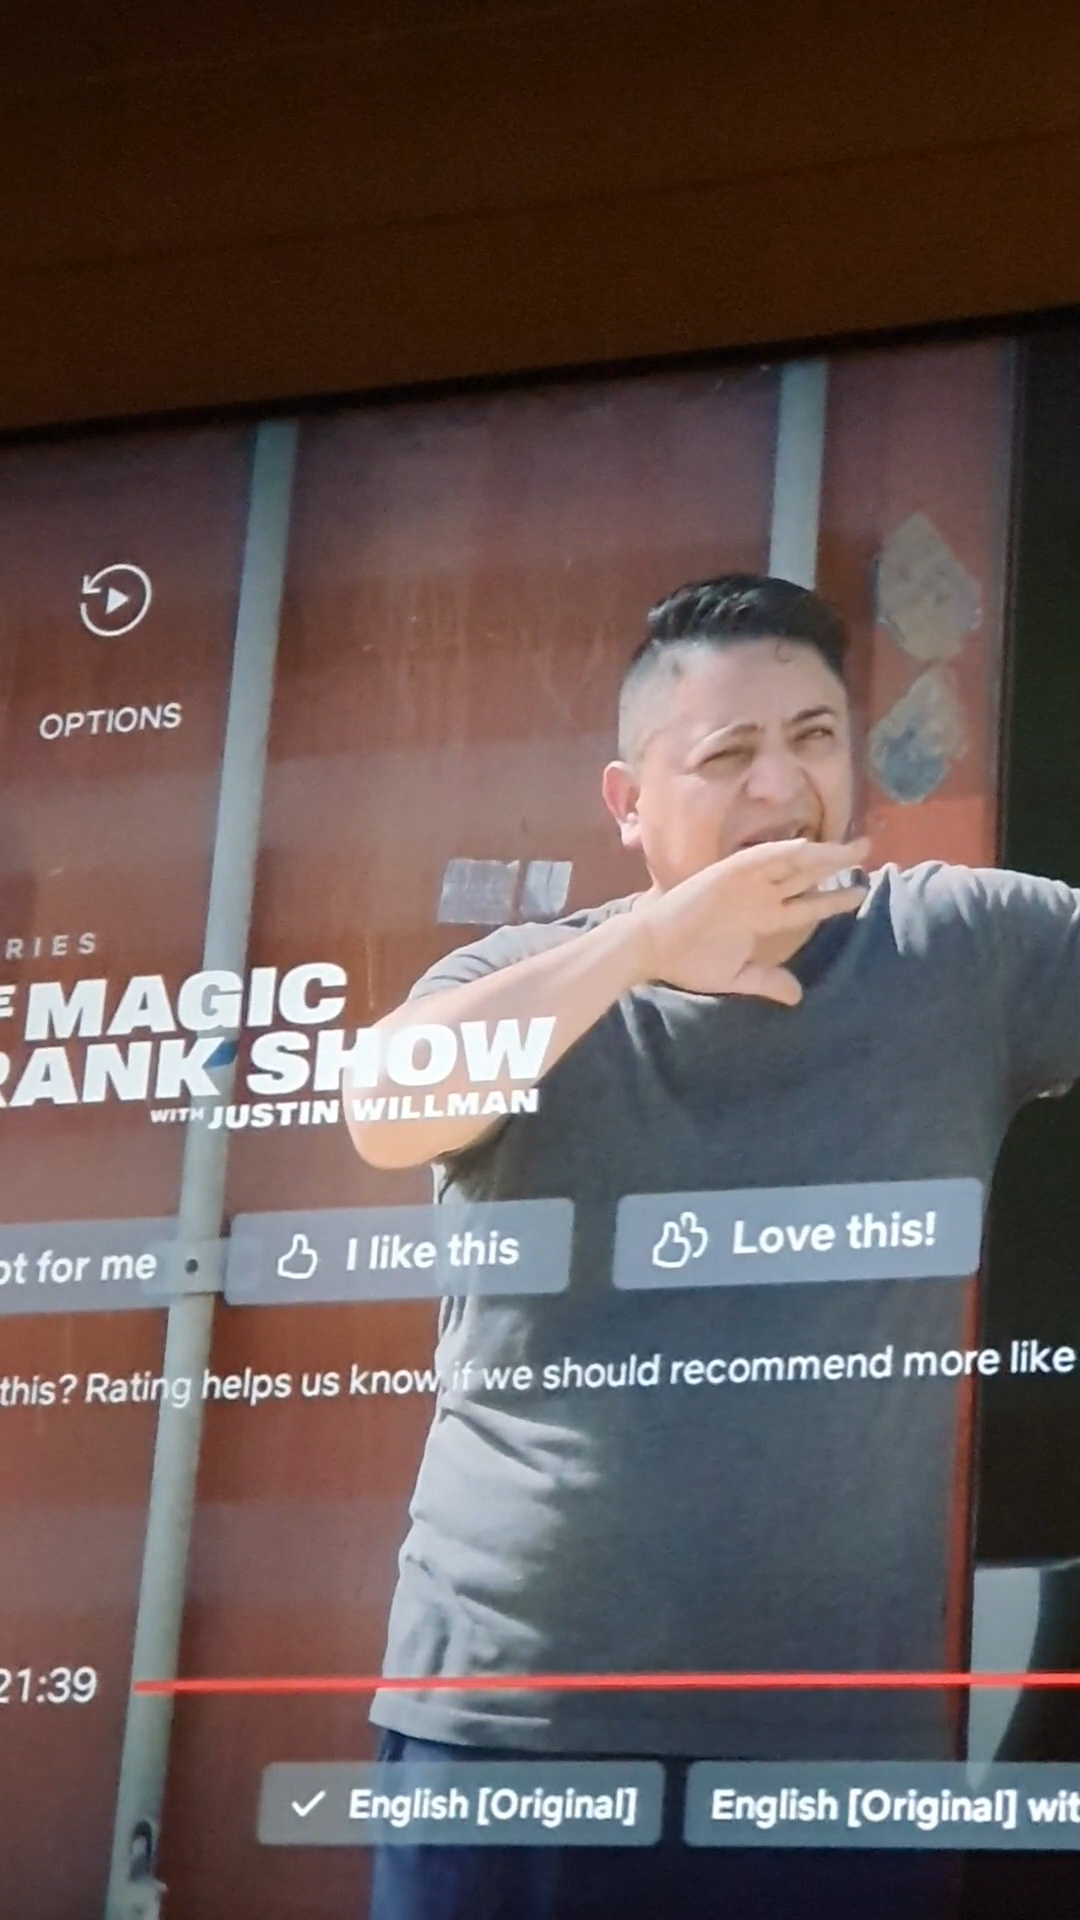 OPTIONS
RIES
E MAGIC
RANK SHOW
WITH JUSTIN WILLMAN
ot for me
I like this
Love this!
this? Rating helps us know if we should recommend more like
21:39
English [Original]
English [Original] wit